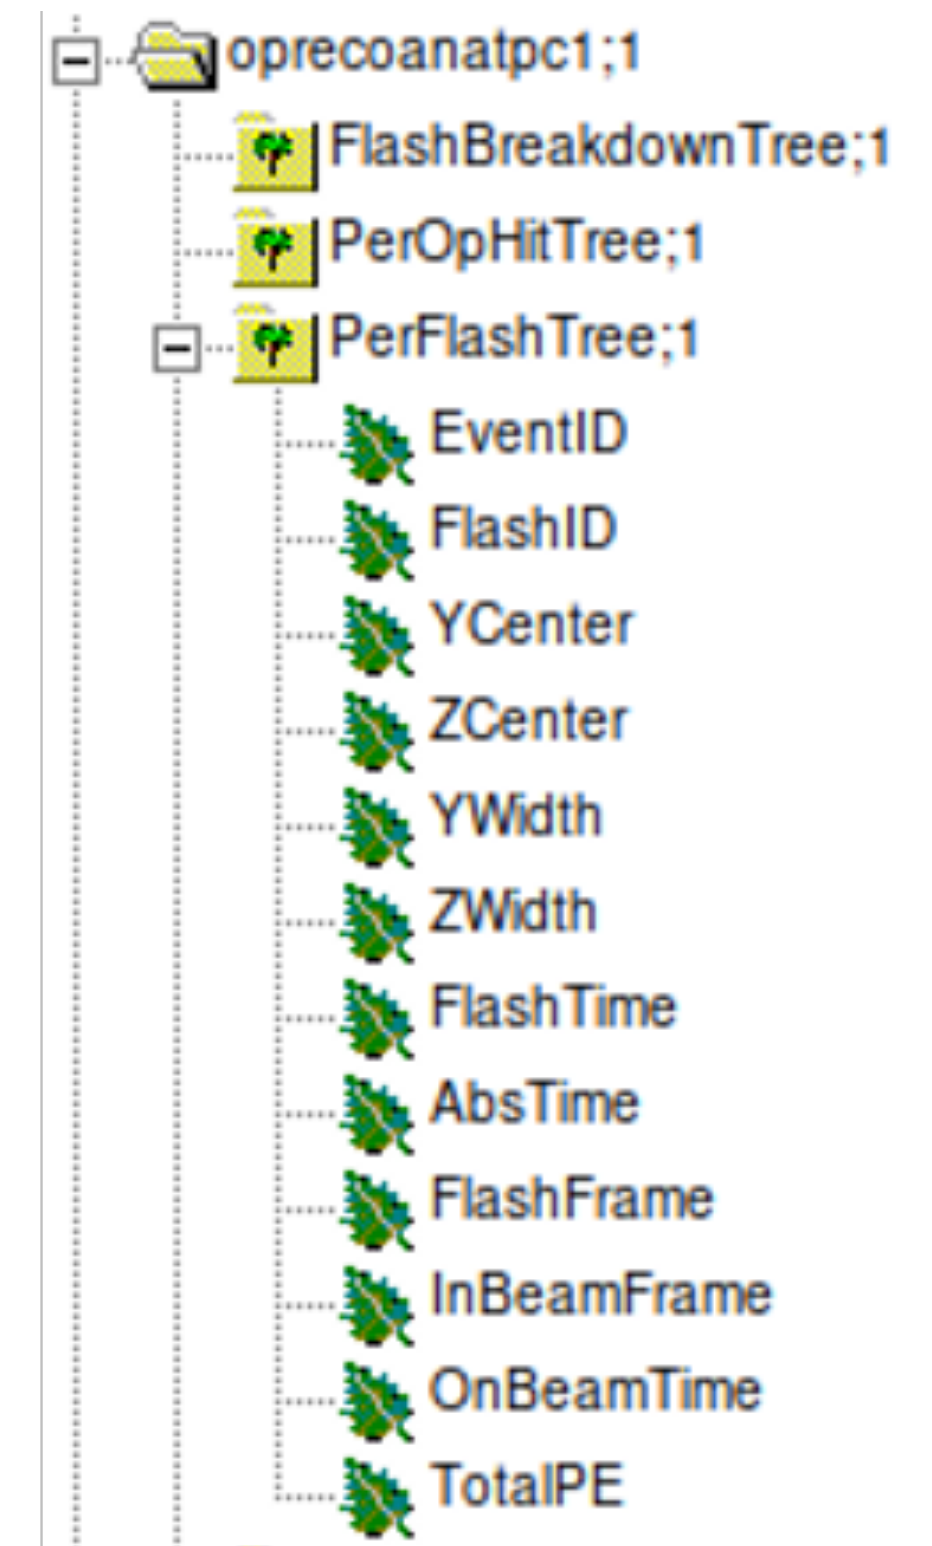 oprecoanatpc1;1
FlashBreakdownTree;1
PerOpHitTree;1
PerFlashTree;1
EventID
FlashID
YCenter
ZCenter
YWidth
ZWidth
FlashTime
AbsTime
FlashFrame
InBeamFrame
OnBeamTime
TotalPE